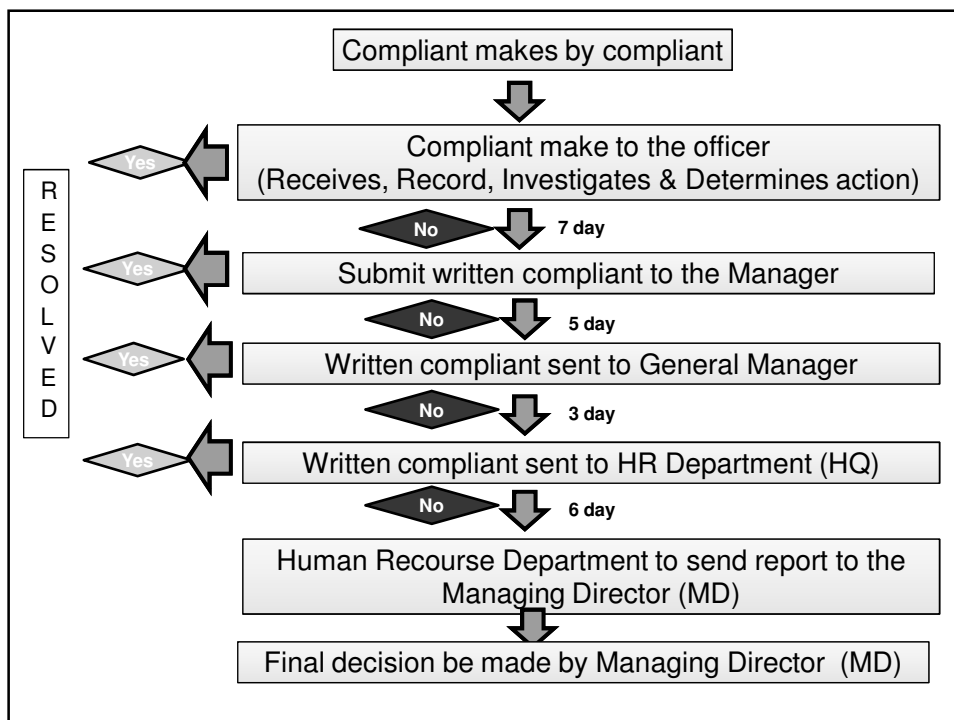 Compliant makes by compliant
Yes
Compliant make to the officer
(Receives, Record, Investigates & Determines action)
R
E
S
O
L
V
E
D
No
7 day
Yes
Submit written compliant to the Manager
No
5 day
Yes
Written compliant sent to General Manager
No
3 day
Yes
Written compliant sent to HR Department (HQ)
No
6 day
Human Recourse Department to send report to the
Managing Director (MD)
Final decision be made by Managing Director (MD)